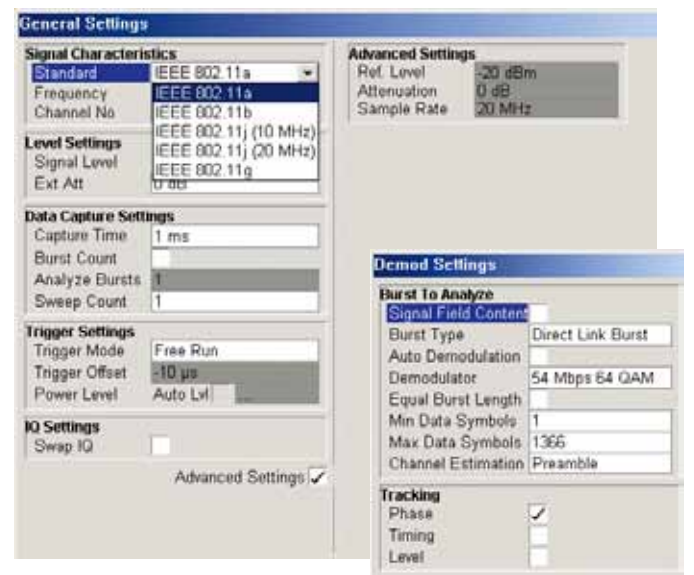 General Settings
Signal Characteristics
Standard IEEE 802.11a
Frequency IEEE 802.11a
Channel No IEEE 802.11b
IEEE 802.11j (10 MHz)
Level Settings IEEE 802.11j (20 MHz)
Signal Level IEEE 802.11g
Ext Att 0 dB
Data Capture Settings
Capture Time 1 ms
Burst Count
Analyze Bursts 1
Sweep Count 1
Trigger Settings
Trigger Mode Free Run
Trigger Offset -10 µs
Power Level Auto Lvl ...
IQ Settings
Swap IQ
Advanced Settings
Advanced Settings
Ref. Level -20 dBm
Attenuation 0 dB
Sample Rate 20 MHz
Demod Settings
Burst To Analyze
Signal Field Content
Burst Type Direct Link Burst
Auto Demodulation
Demodulator 54 Mbps 64 QAM
Equal Burst Length
Min Data Symbols 1
Max Data Symbols 1366
Channel Estimation Preamble
Tracking
Phase
Timing
Level